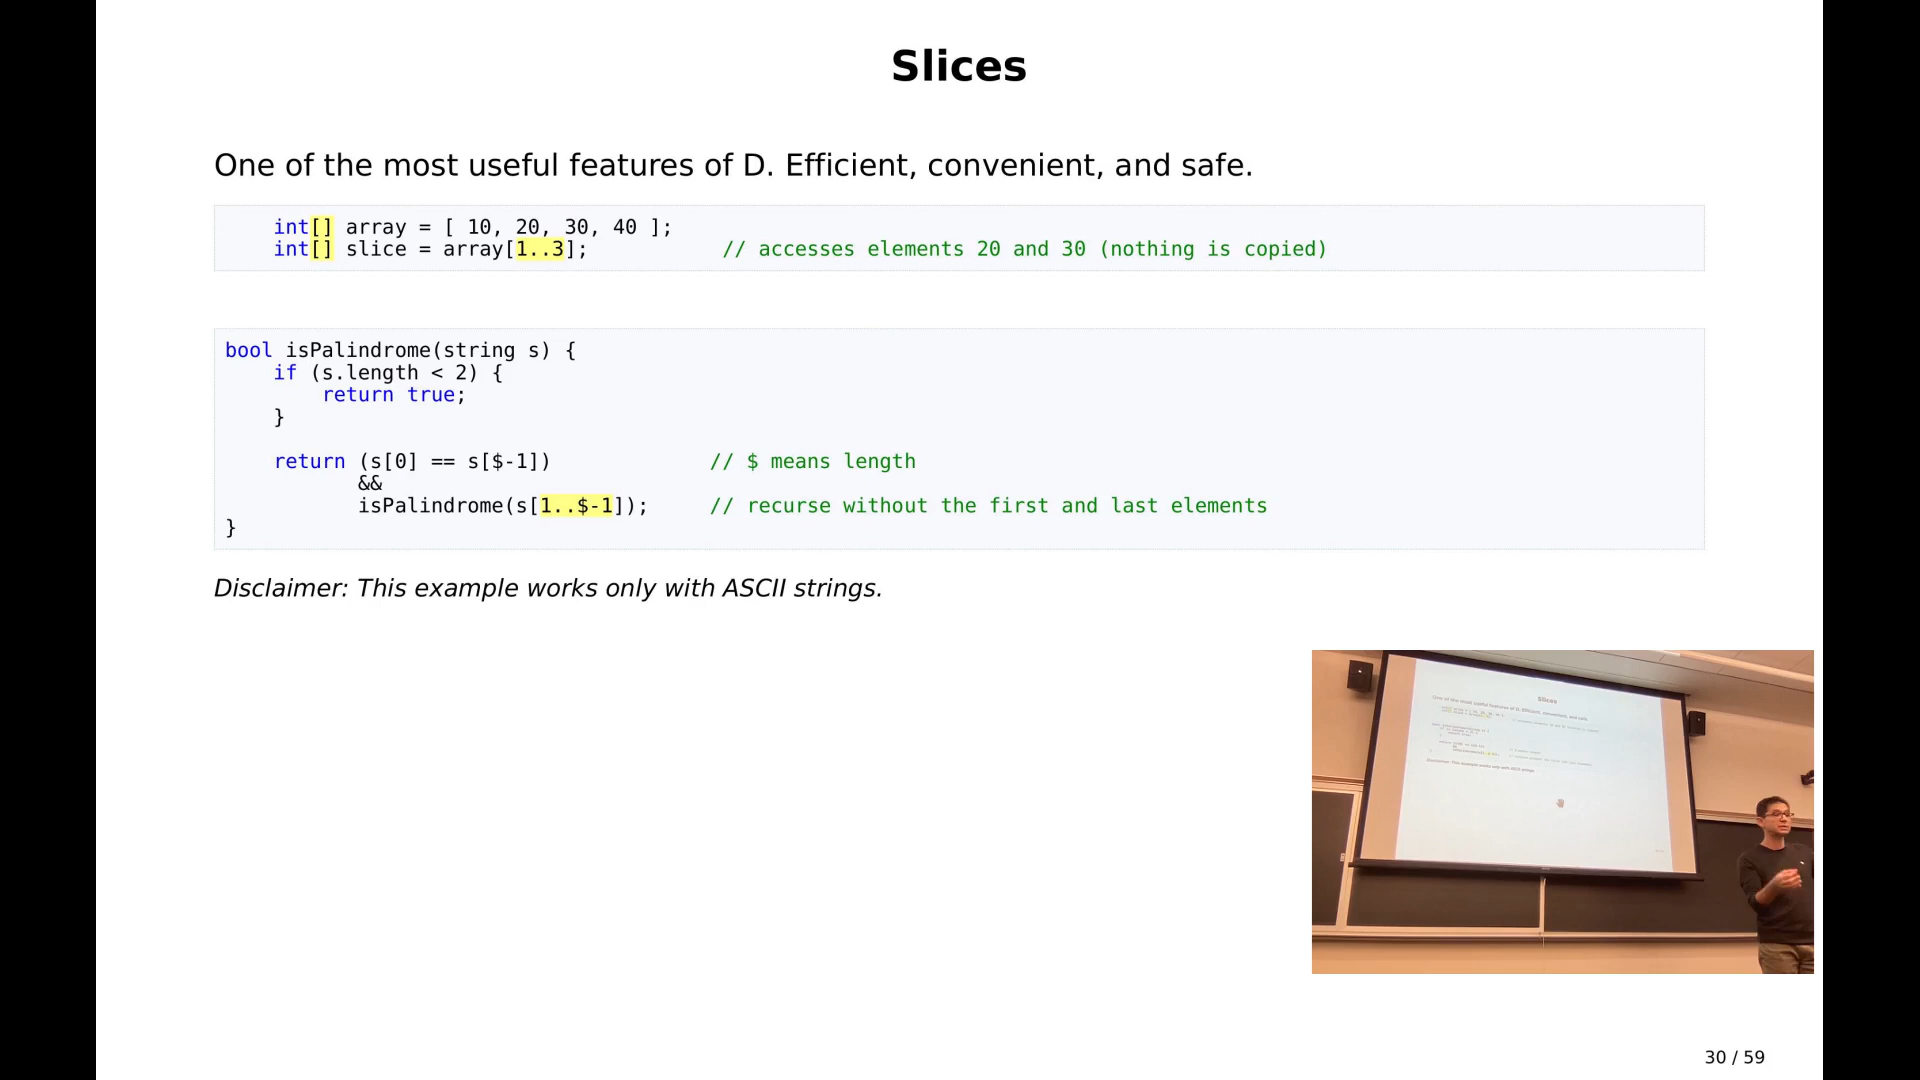 Slices
One of the most useful features of D. Efficient, convenient, and safe.
int[] array = [ 10, 20, 30, 40 ];
int[] slice = array[1..3];           // accesses elements 20 and 30 (nothing is copied)
bool isPalindrome(string s) {
    if (s.length < 2) {
        return true;
    }
    return (s[0] == s[$-1])             // $ means length
           &&
           isPalindrome(s[1..$-1]);     // recurse without the first and last elements
}
Disclaimer: This example works only with ASCII strings.
Slices
30 / 59